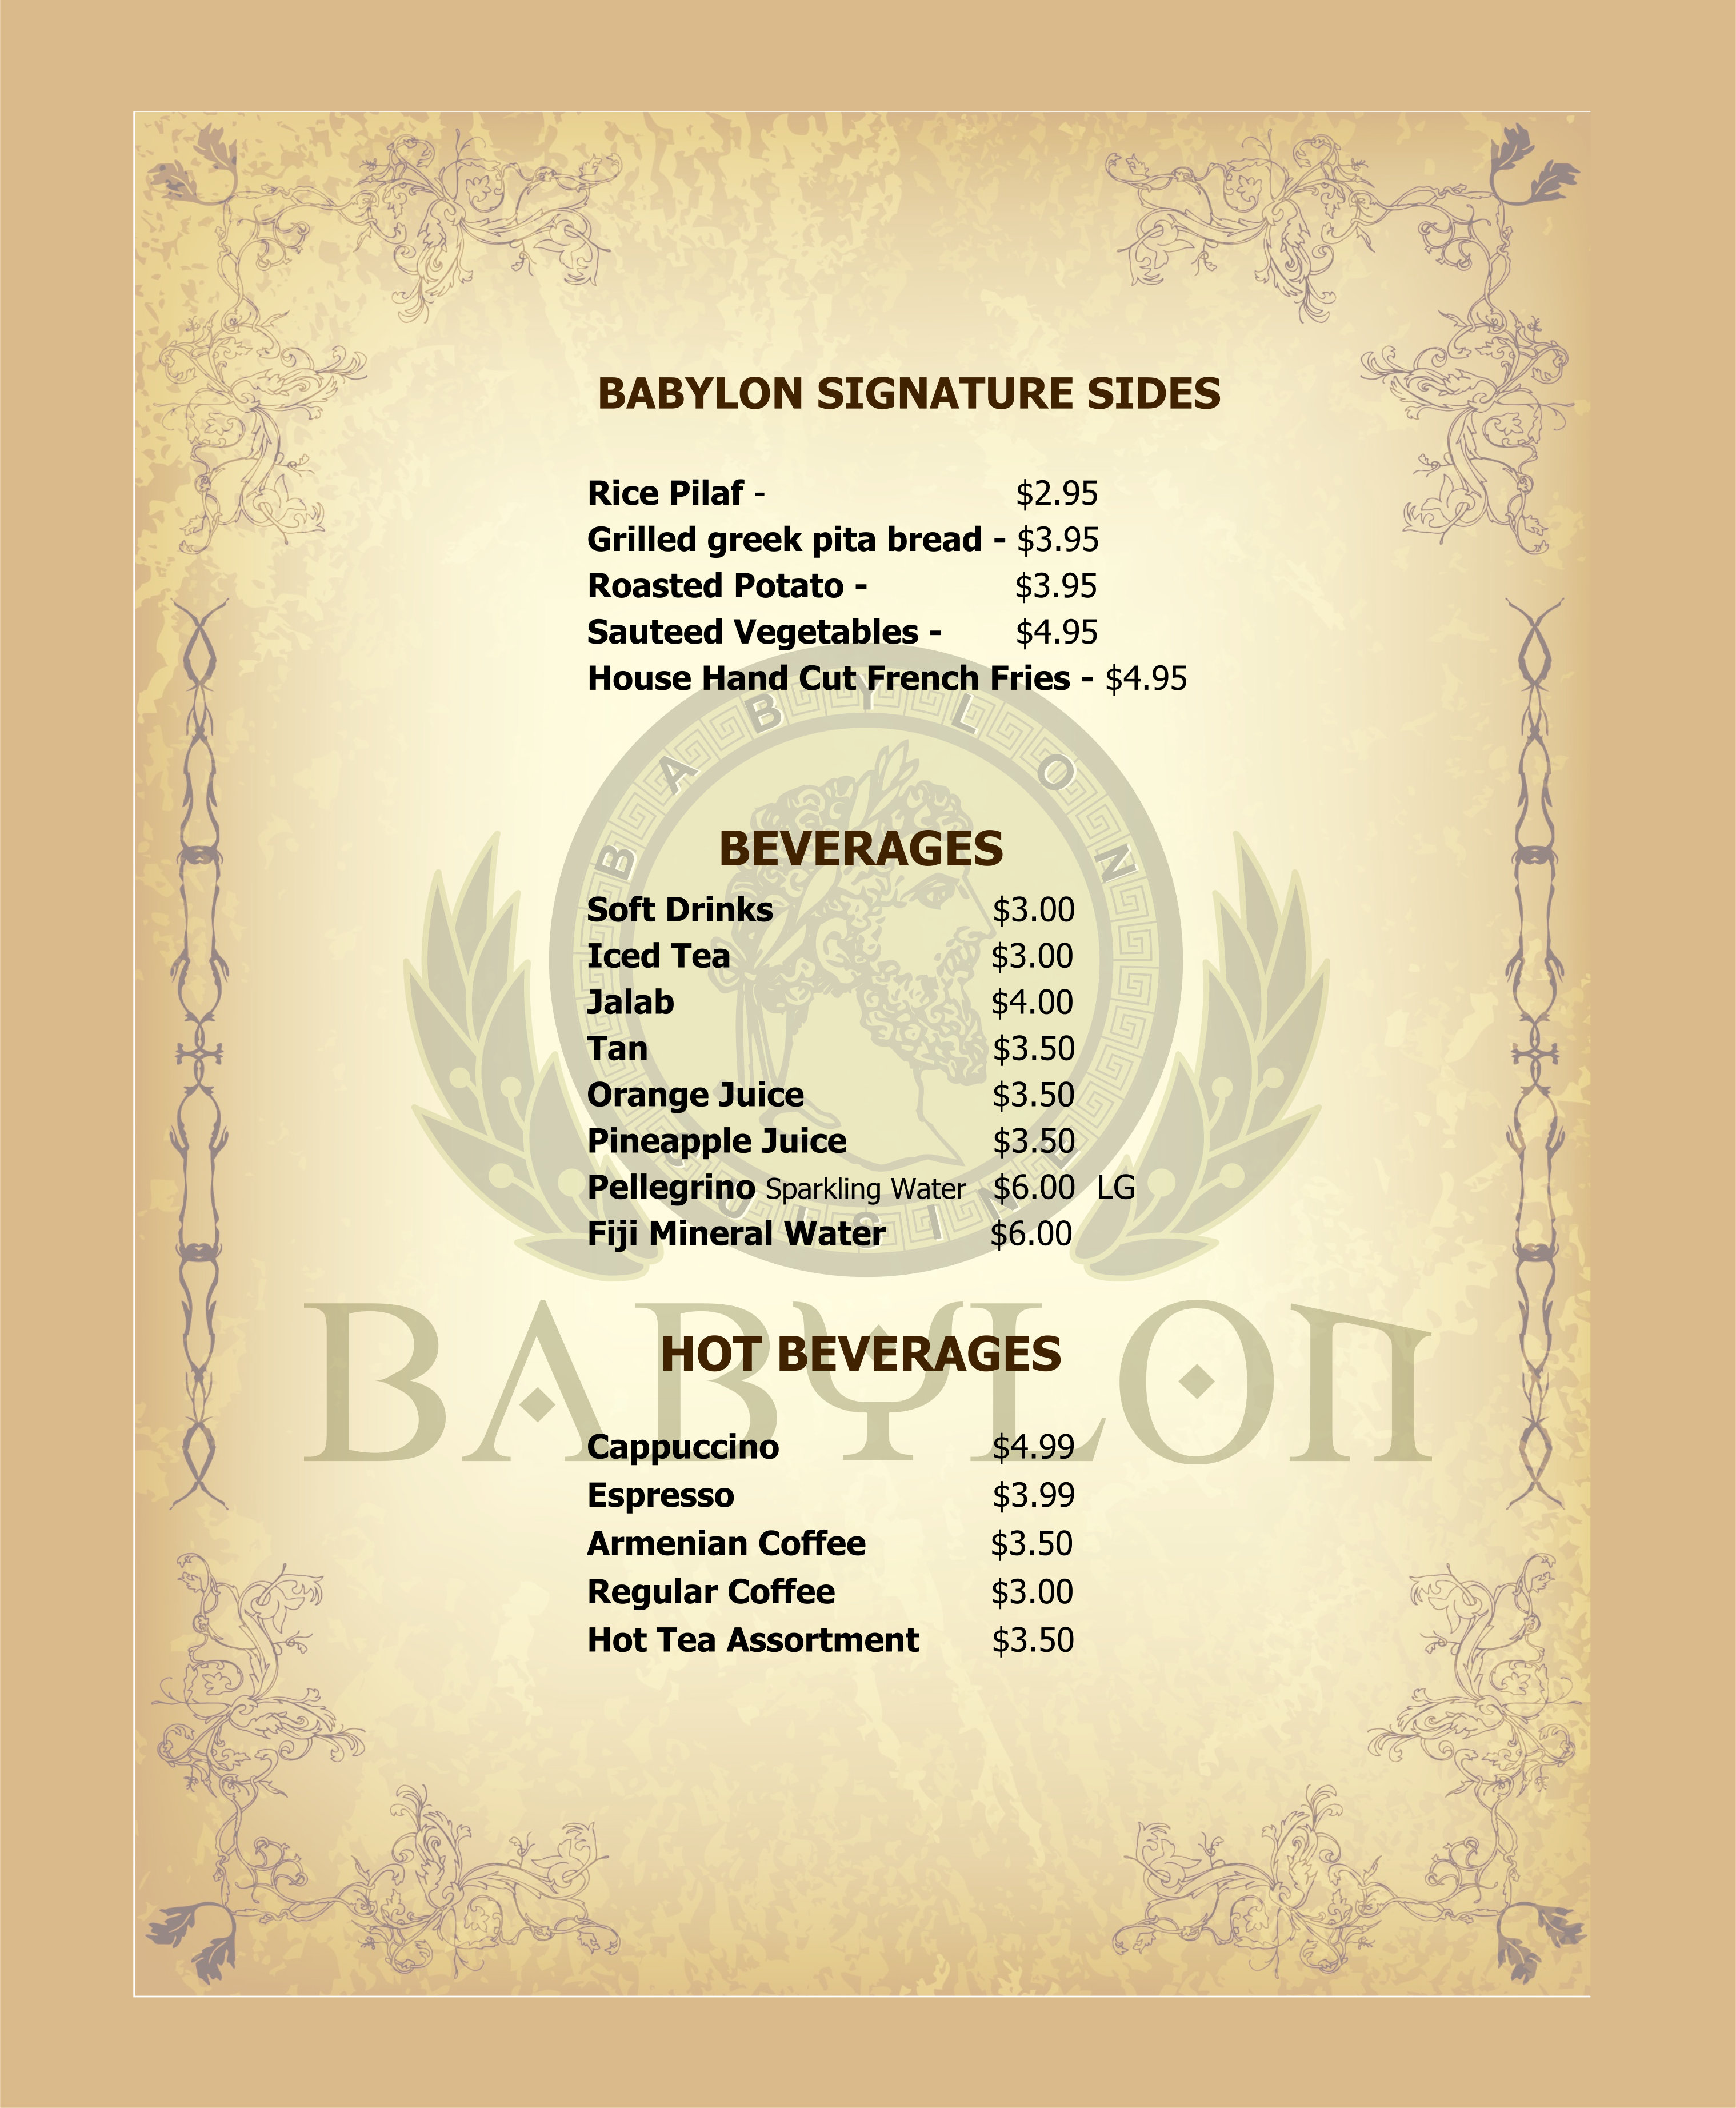 BABYLON SIGNATURE SIDES
Rice Pilaf - $2.95
Grilled greek pita bread - $3.95
Roasted Potato - $3.95
Sauteed Vegetables - $4.95
House Hand Cut French Fries - $4.95
BABYLON
BEVERAGES
Soft Drinks $3.00
Iced Tea $3.00
Jalab $4.00
Tan $3.50
Orange Juice $3.50
Pineapple Juice $3.50
Pellegrino Sparkling Water $6.00 LG
Fiji Mineral Water $6.00
CUISINE
BABYLON
HOT BEVERAGES
Cappuccino $4.99
Espresso $3.99
Armenian Coffee $3.50
Regular Coffee $3.00
Hot Tea Assortment $3.50